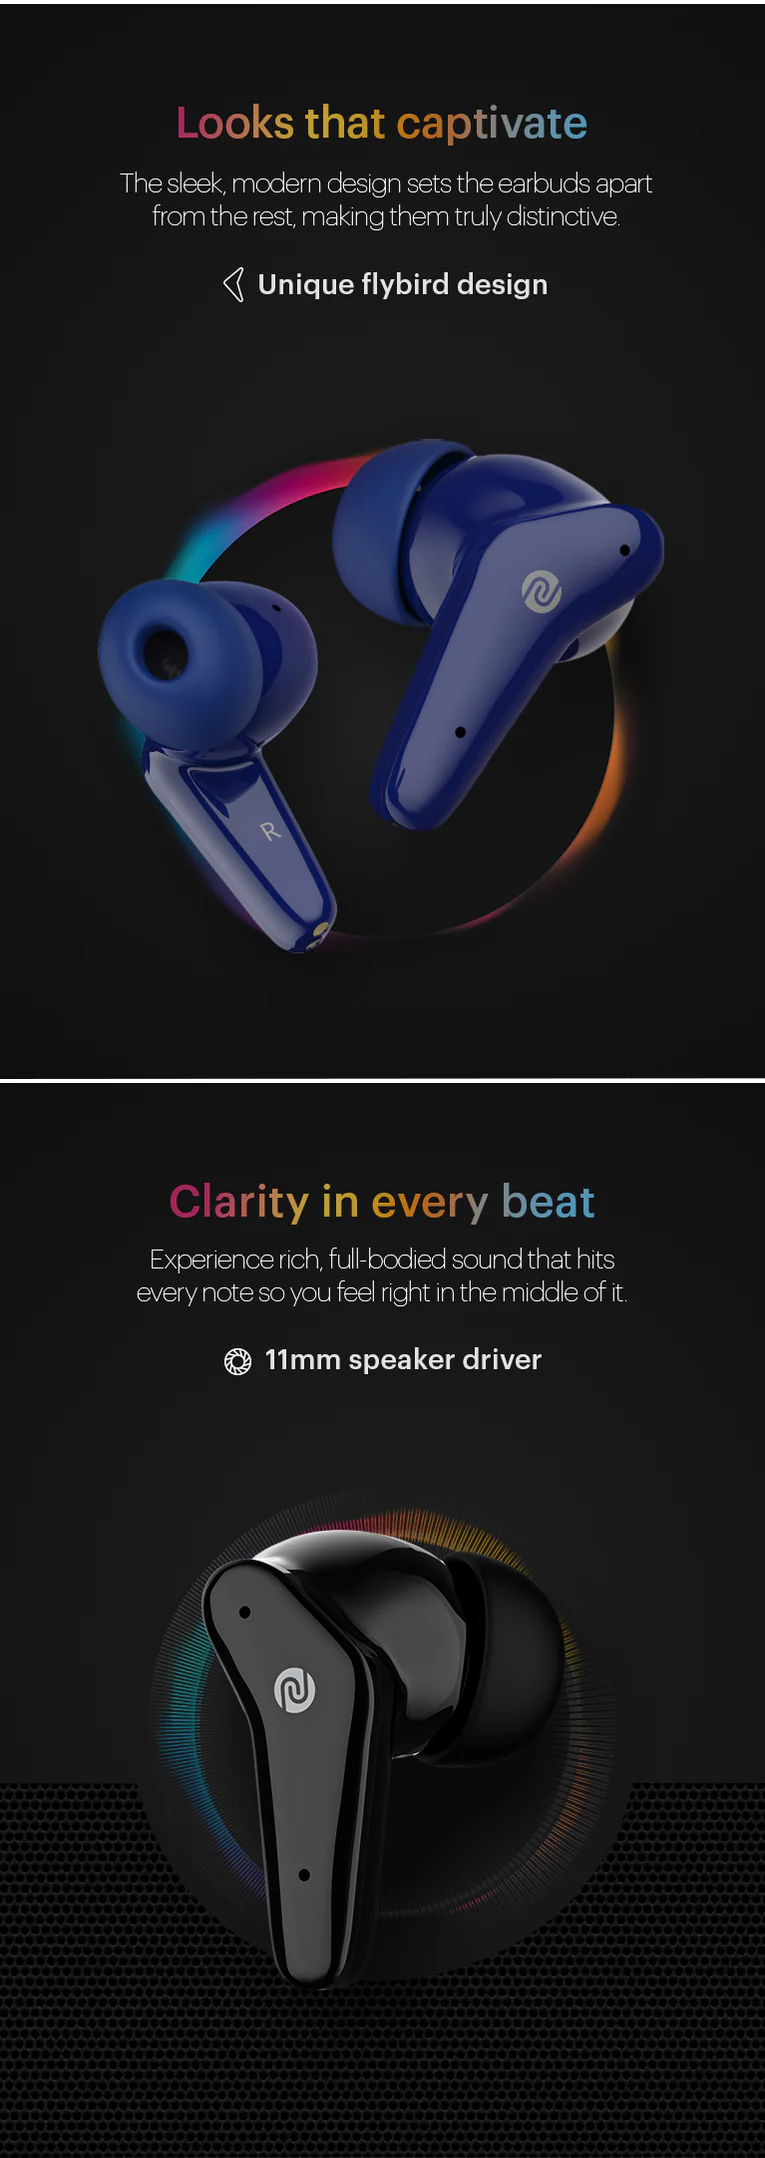 Looks that captivate
The sleek, modern design sets the earbuds apart
from the rest, making them truly distinctive.
Unique flybird design
R
Clarity in every beat
Experience rich, full-bodied sound that hits
every note so you feel right in the middle of it.
11mm speaker driver